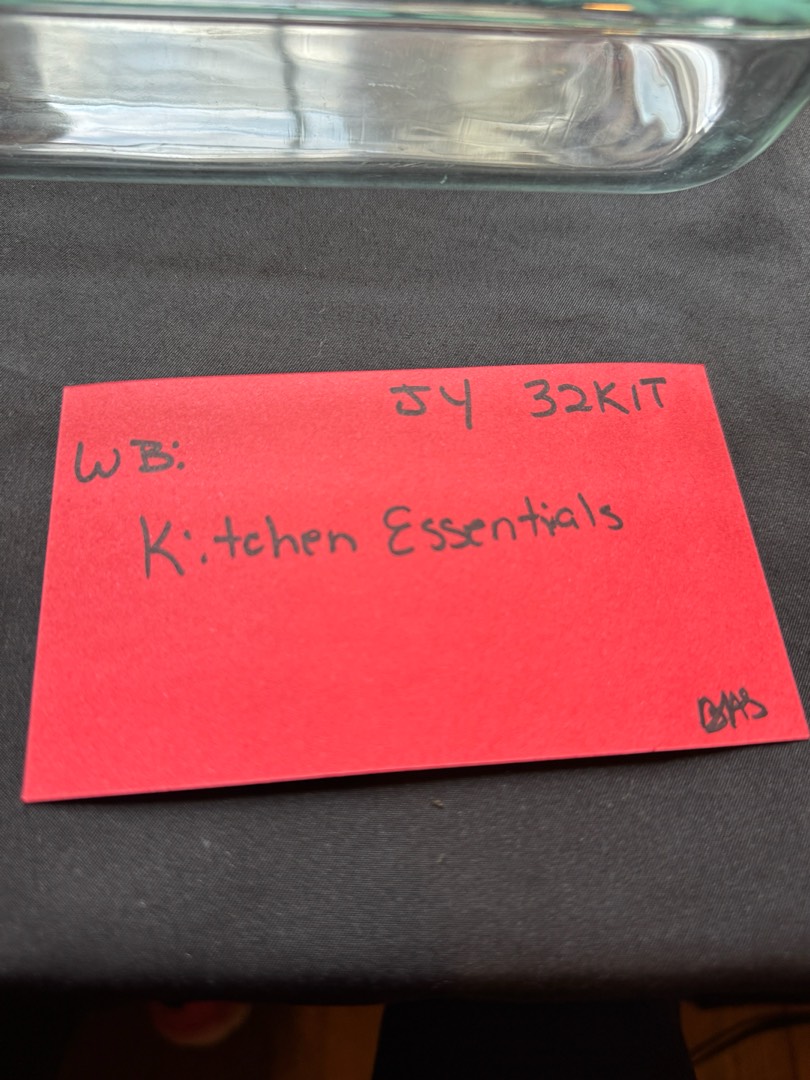 JY 32KIT
WB:
Kitchen Essentials